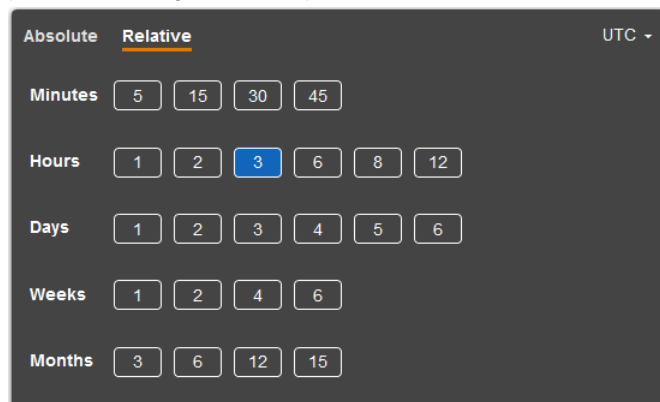 Absolute Relative UTC
Minutes 5 15 30 45
Hours 1 2 3 6 8 12
Days 1 2 3 4 5 6
Weeks 1 2 4 6
Months 3 6 12 15